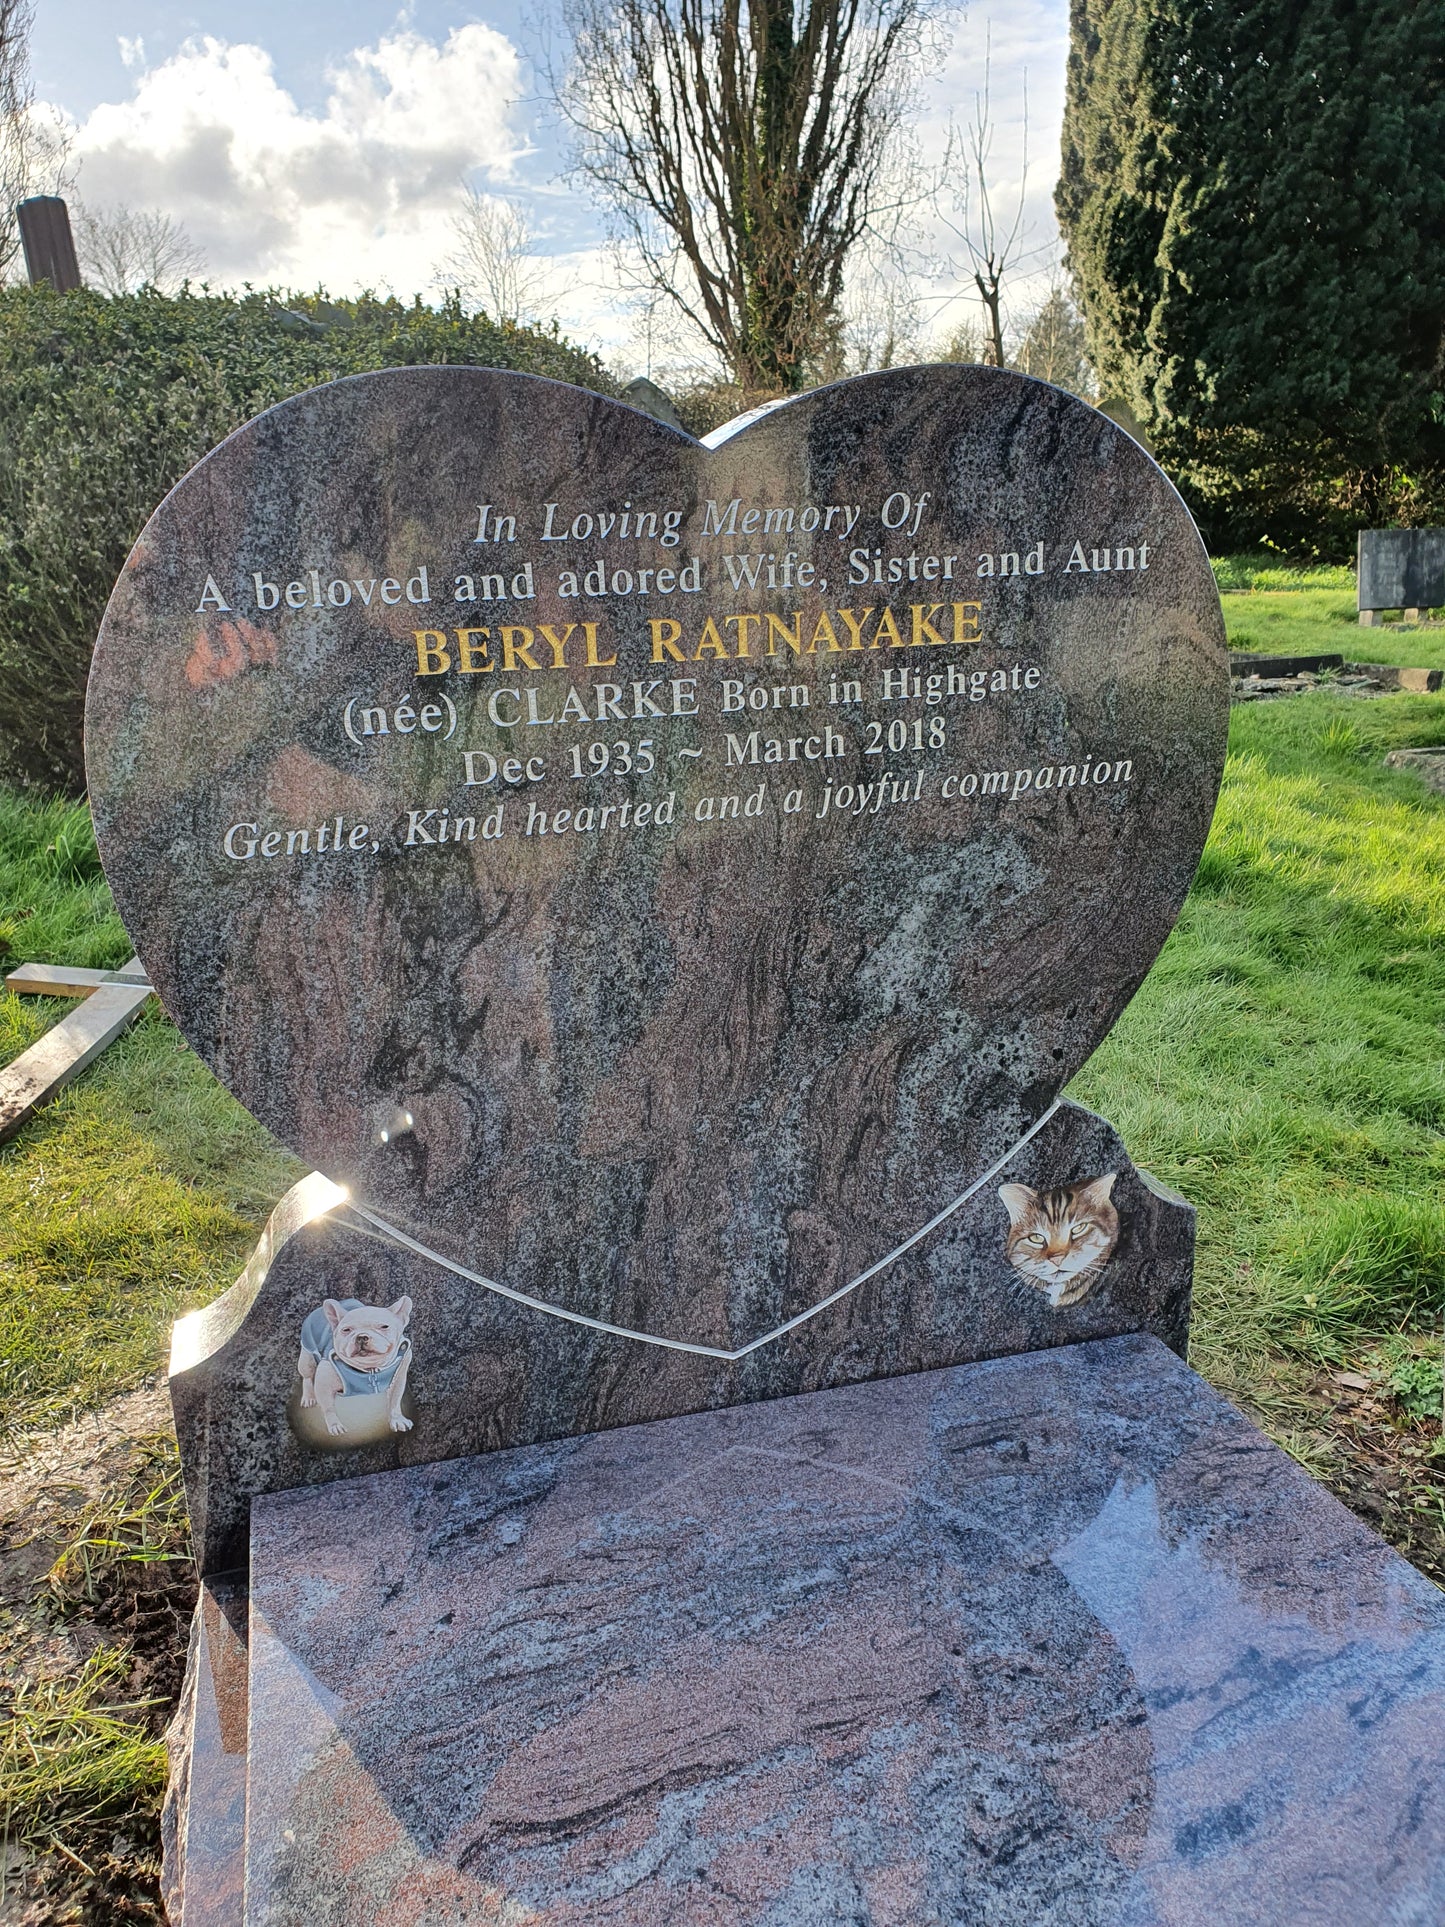 In Loving Memory Of
A beloved and adored Wife, Sister and Aunt
BERYL RATNAYAKE
(née) CLARKE Born in Highgate
Dec 1935 ~ March 2018
Gentle, Kind hearted and a joyful companion